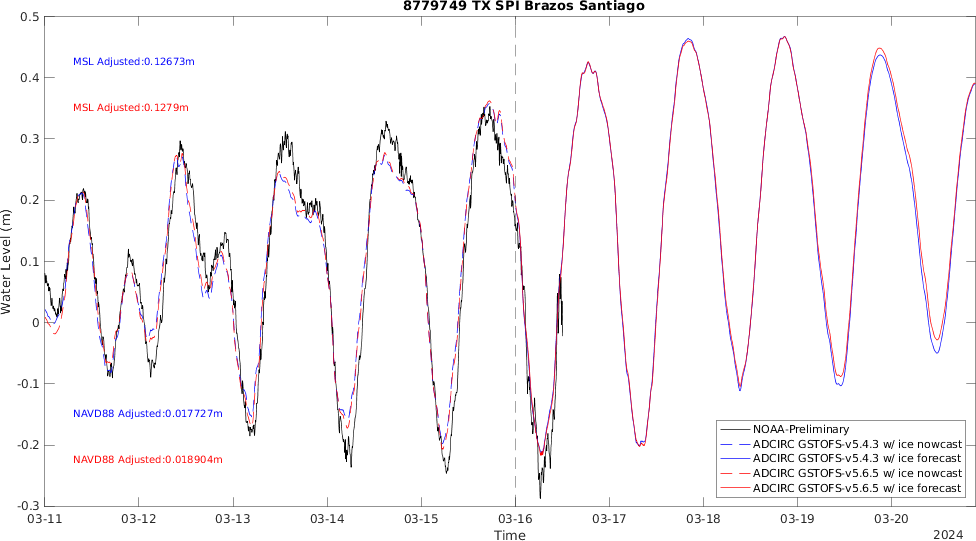 8779749 TX SPI Brazos Santiago
0.5
0.4
0.3
0.2
0.1
0
-0.1
-0.2
-0.3
Water Level (m)
MSL Adjusted:0.12673m
MSL Adjusted:0.1279m
NAVD88 Adjusted:0.017727m
NAVD88 Adjusted:0.018904m
NOAA-Preliminary
ADCIRC GSTOFS-v5.4.3 w/ ice nowcast
ADCIRC GSTOFS-v5.4.3 w/ ice forecast
ADCIRC GSTOFS-v5.6.5 w/ ice nowcast
ADCIRC GSTOFS-v5.6.5 w/ ice forecast
03-11 03-12 03-13 03-14 03-15 03-16 03-17 03-18 03-19 03-20
Time
2024